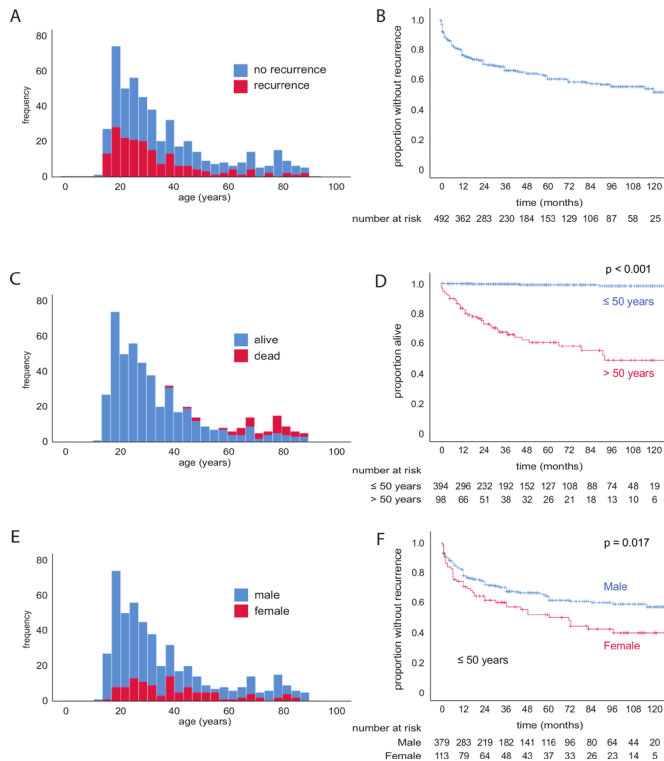 A
80
60
40
20
0
frequency
no recurrence
recurrence
20
40
60
80
100
age (years)
B
1.0
0.8
0.6
0.4
0.2
0
proportion without recurrence
0 12 24 36 48 60 72 84 96 108 120
time (months)
number at risk
492 362 283 230 184 153 129 106 87 58 25
C
80
60
40
20
0
frequency
alive
dead
0 20 40 60 80 100
age (years)
D
p < 0.001
1.0
0.8
0.6
0.4
0.2
0
proportion alive
≤ 50 years
> 50 years
0 12 24 36 48 60 72 84 96 108 120
time (months)
number at risk
≤ 50 years 394 296 232 192 152 127 108 88 74 48 19
> 50 years 98 66 51 38 32 26 21 18 13 10 6
E
80
60
40
20
0
frequency
male
female
0 20 40 60 80 100
age (years)
F
p = 0.017
1.0
0.8
0.6
0.4
0.2
0
proportion without recurrence
Male
Female
≤ 50 years
0 12 24 36 48 60 72 84 96 108 120
time (months)
number at risk
Male 379 283 219 182 141 116 96 80 64 44 20
Female 113 79 64 48 43 37 33 26 23 14 5